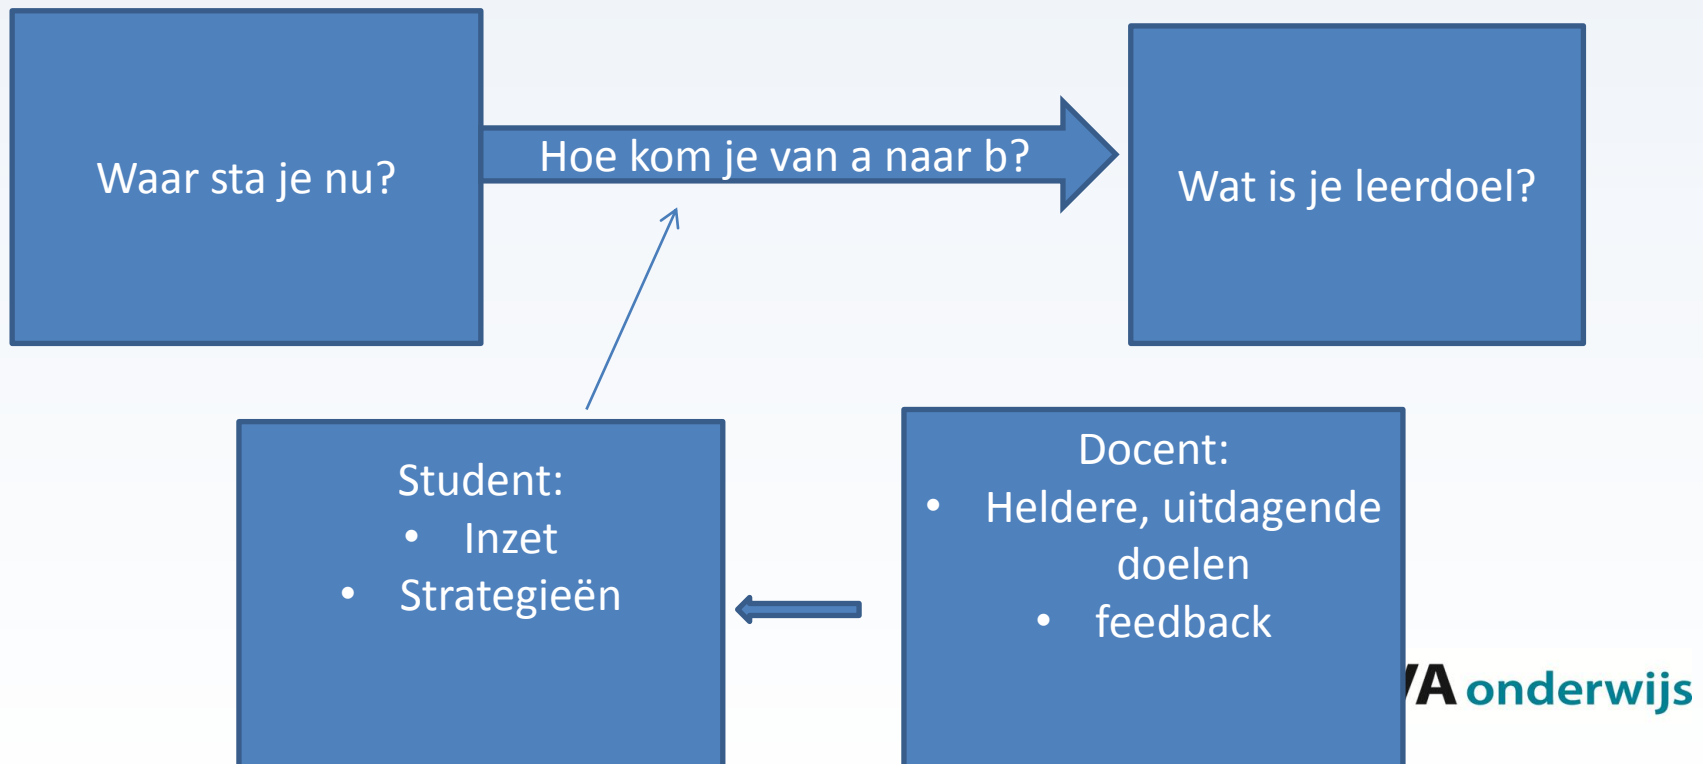 Waar sta je nu?
Hoe kom je van a naar b?
Wat is je leerdoel?
Student:
• Inzet
• Strategieën
Docent:
• Heldere, uitdagende
doelen
• feedback
A onderwijs